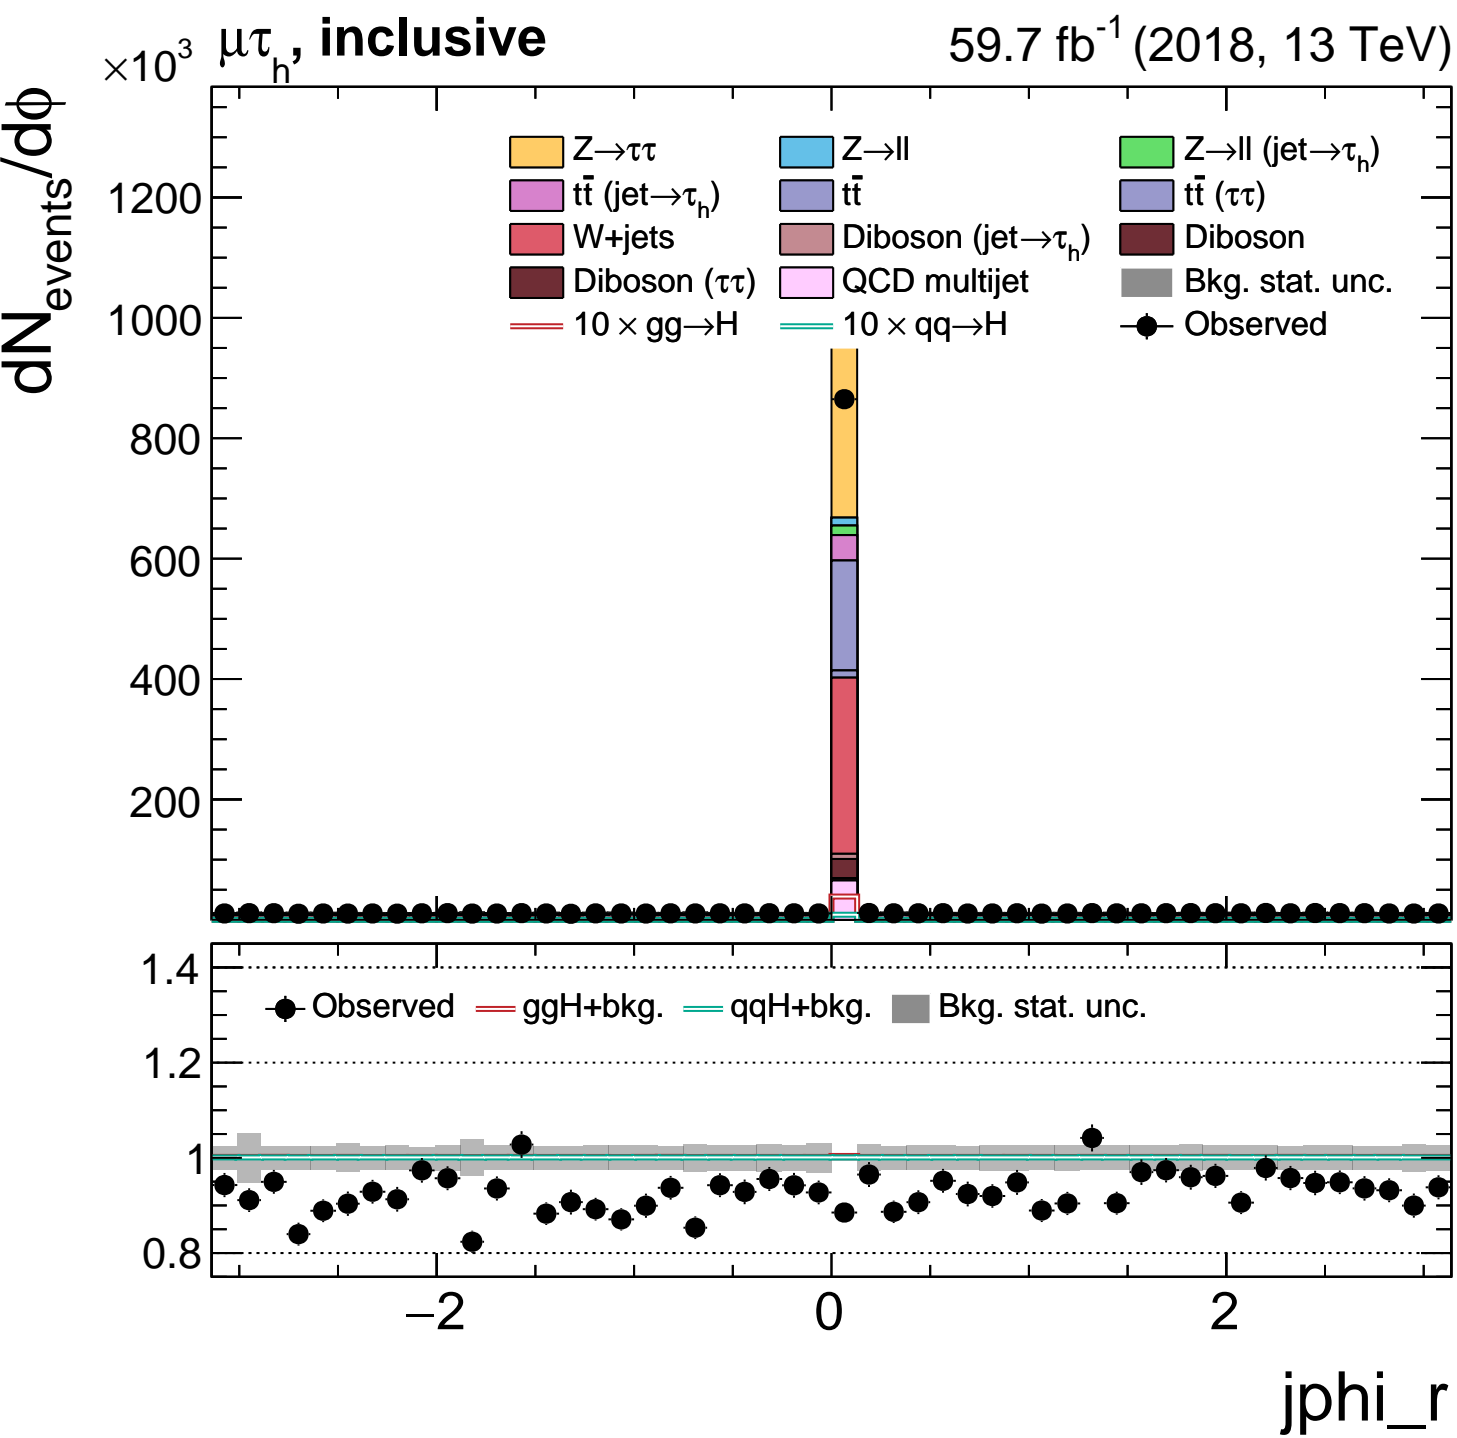 ×10³ μτₕ, inclusive 59.7 fb⁻¹ (2018, 13 TeV)
dN_events/dϕ
Z→ττ Z→ll Z→ll (jet→τₕ)
tt̄ (jet→τₕ) tt̄ tt̄ (ττ)
W+jets Diboson (jet→τₕ) Diboson
Diboson (ττ) QCD multijet Bkg. stat. unc.
10 × gg→H 10 × qq→H Observed
1200
1000
800
600
400
200
1.4
Observed ggH+bkg. qqH+bkg. Bkg. stat. unc.
1.2
1
0.8
−2 0 2
jphi_r